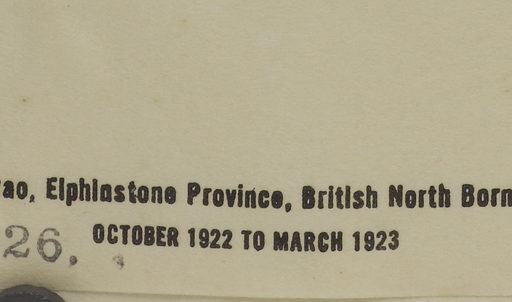 ao, Elphinstone Province, British North Born
26. OCTOBER 1922 TO MARCH 1923